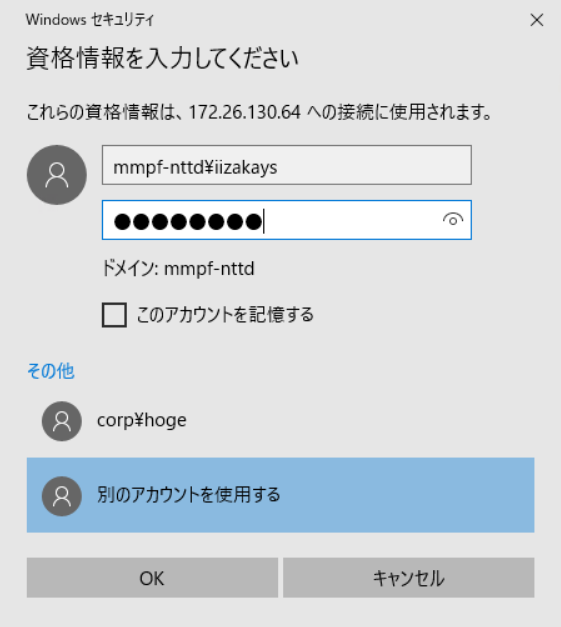 Windows セキュリティ
資格情報を入力してください
これらの資格情報は、172.26.130.64 への接続に使用されます。
mmpf-nttd¥iizakays
●●●●●●●●
ドメイン: mmpf-nttd
このアカウントを記憶する
その他
corp¥hoge
別のアカウントを使用する
OK
キャンセル